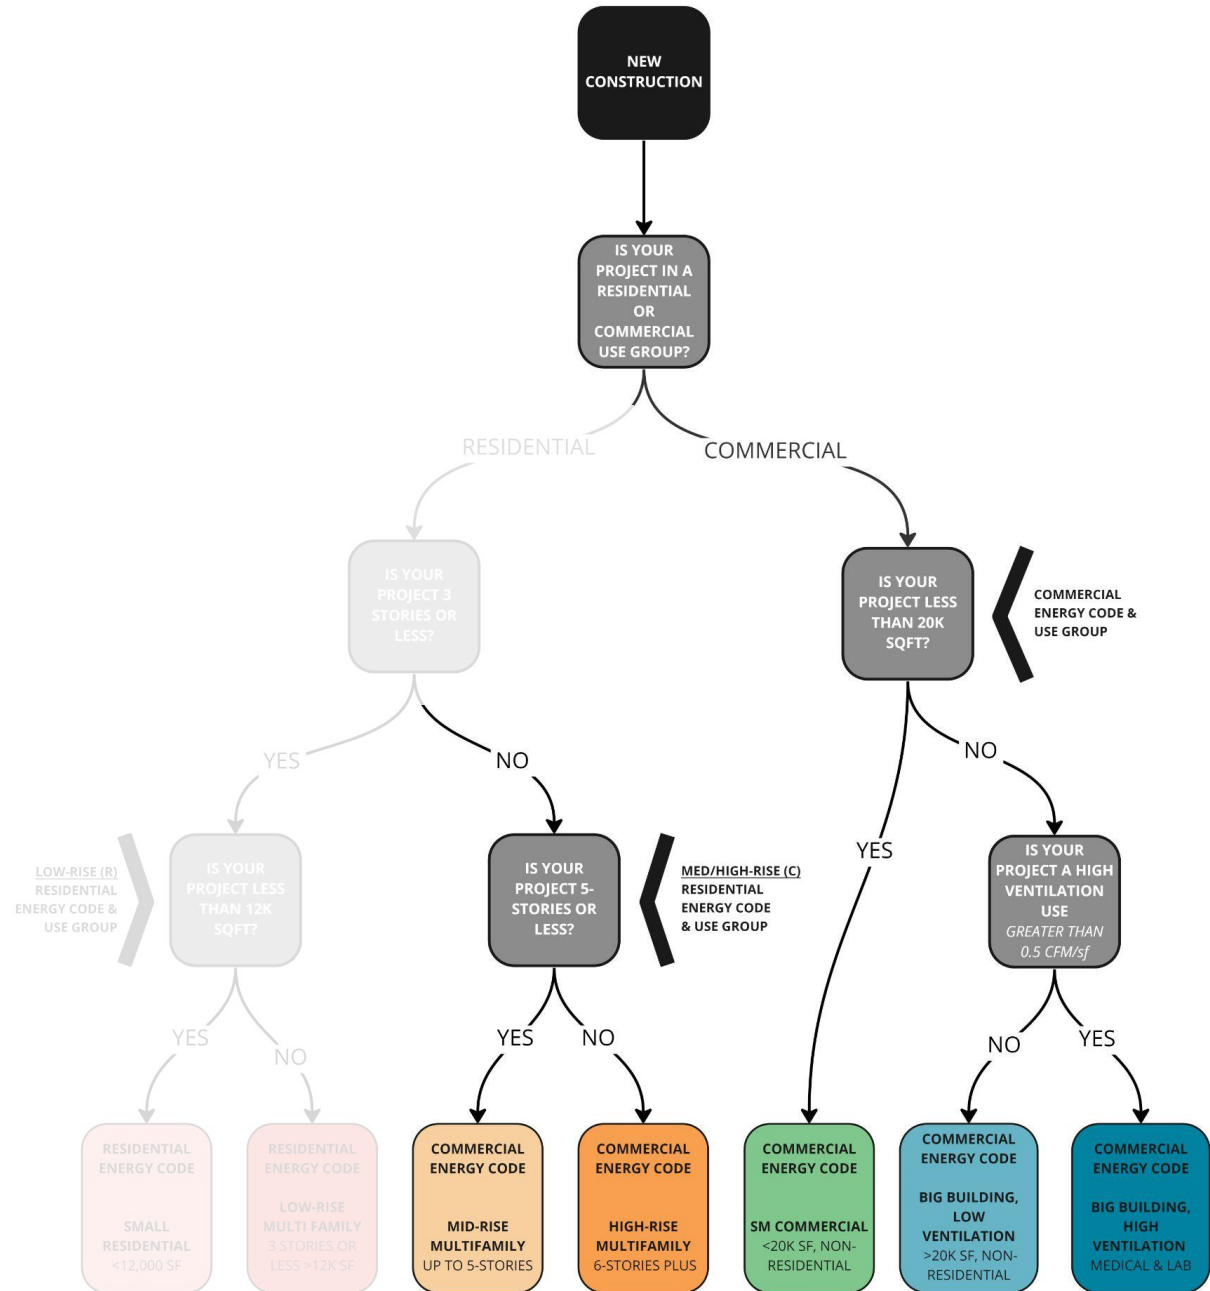 NEW
CONSTRUCTION
IS YOUR
PROJECT IN A
RESIDENTIAL
OR
COMMERCIAL
USE GROUP?
RESIDENTIAL
COMMERCIAL
IS YOUR
PROJECT 3
STORIES OR
LESS?
IS YOUR
PROJECT LESS
THAN 20K
SQFT?
COMMERCIAL
ENERGY CODE &
USE GROUP
YES
NO
NO
YES
LOW-RISE (R)
RESIDENTIAL
ENERGY CODE &
USE GROUP
IS YOUR
PROJECT LESS
THAN 12K
SQFT?
IS YOUR
PROJECT 5-
STORIES OR
LESS?
MED/HIGH-RISE (C)
RESIDENTIAL
ENERGY CODE
& USE GROUP
IS YOUR
PROJECT A HIGH
VENTILATION
USE
GREATER THAN
0.5 CFM/sf
YES
NO
YES
NO
NO
YES
RESIDENTIAL
ENERGY CODE
SMALL
RESIDENTIAL
<12,000 SF
RESIDENTIAL
ENERGY CODE
LOW-RISE
MULTI FAMILY
3 STORIES OR
LESS >12K SF
COMMERCIAL
ENERGY CODE
MID-RISE
MULTIFAMILY
UP TO 5-STORIES
COMMERCIAL
ENERGY CODE
HIGH-RISE
MULTIFAMILY
6-STORIES PLUS
COMMERCIAL
ENERGY CODE
SM COMMERCIAL
<20K SF, NON-
RESIDENTIAL
COMMERCIAL
ENERGY CODE
BIG BUILDING,
LOW
VENTILATION
>20K SF, NON-
RESIDENTIAL
COMMERCIAL
ENERGY CODE
BIG BUILDING,
HIGH
VENTILATION
MEDICAL & LAB